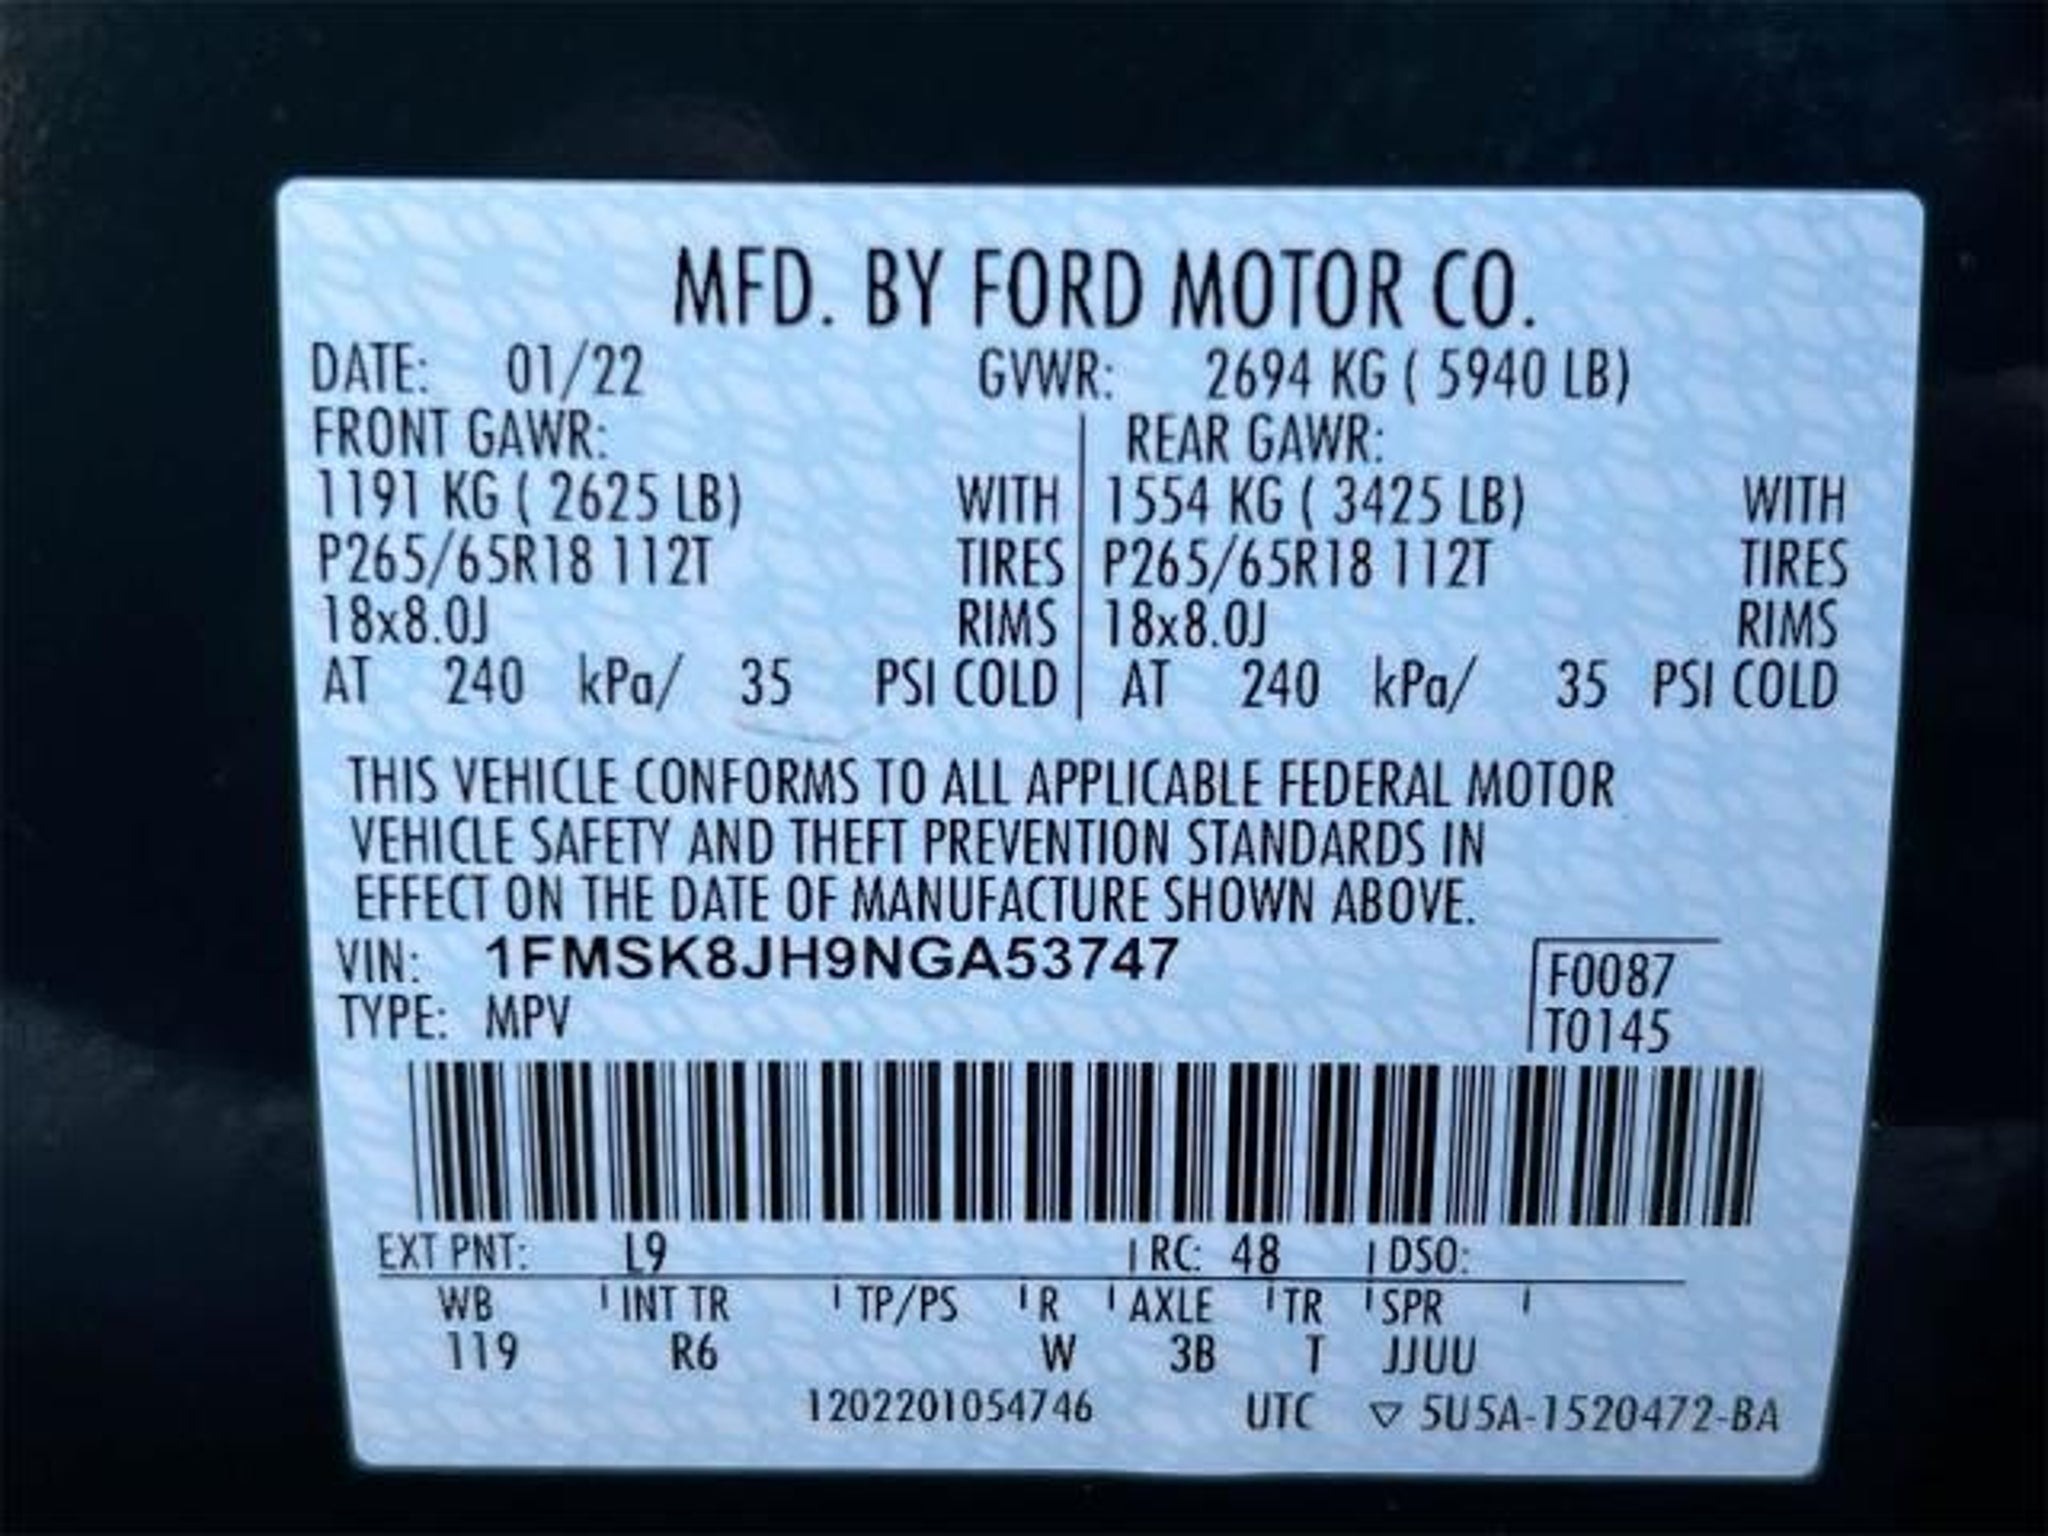 MFD. BY FORD MOTOR CO.
DATE: 01/22 GVWR: 2694 KG ( 5940 LB)
FRONT GAWR: REAR GAWR:
1191 KG ( 2625 LB) WITH 1554 KG ( 3425 LB) WITH
P265/65R18 112T TIRES P265/65R18 112T TIRES
18x8.0J RIMS 18x8.0J RIMS
AT 240 kPa/ 35 PSI COLD AT 240 kPa/ 35 PSI COLD
THIS VEHICLE CONFORMS TO ALL APPLICABLE FEDERAL MOTOR
VEHICLE SAFETY AND THEFT PREVENTION STANDARDS IN
EFFECT ON THE DATE OF MANUFACTURE SHOWN ABOVE.
VIN: 1FMSK8JH9NGA53747 F0087
TYPE: MPV T0145
EXT PNT: L9 RC: 48 DSO:
WB INT TR TP/PS R AXLE TR SPR
119 R6 W 3B T JJUU
1202201054746 UTC ▽ 5U5A-1520472-BA